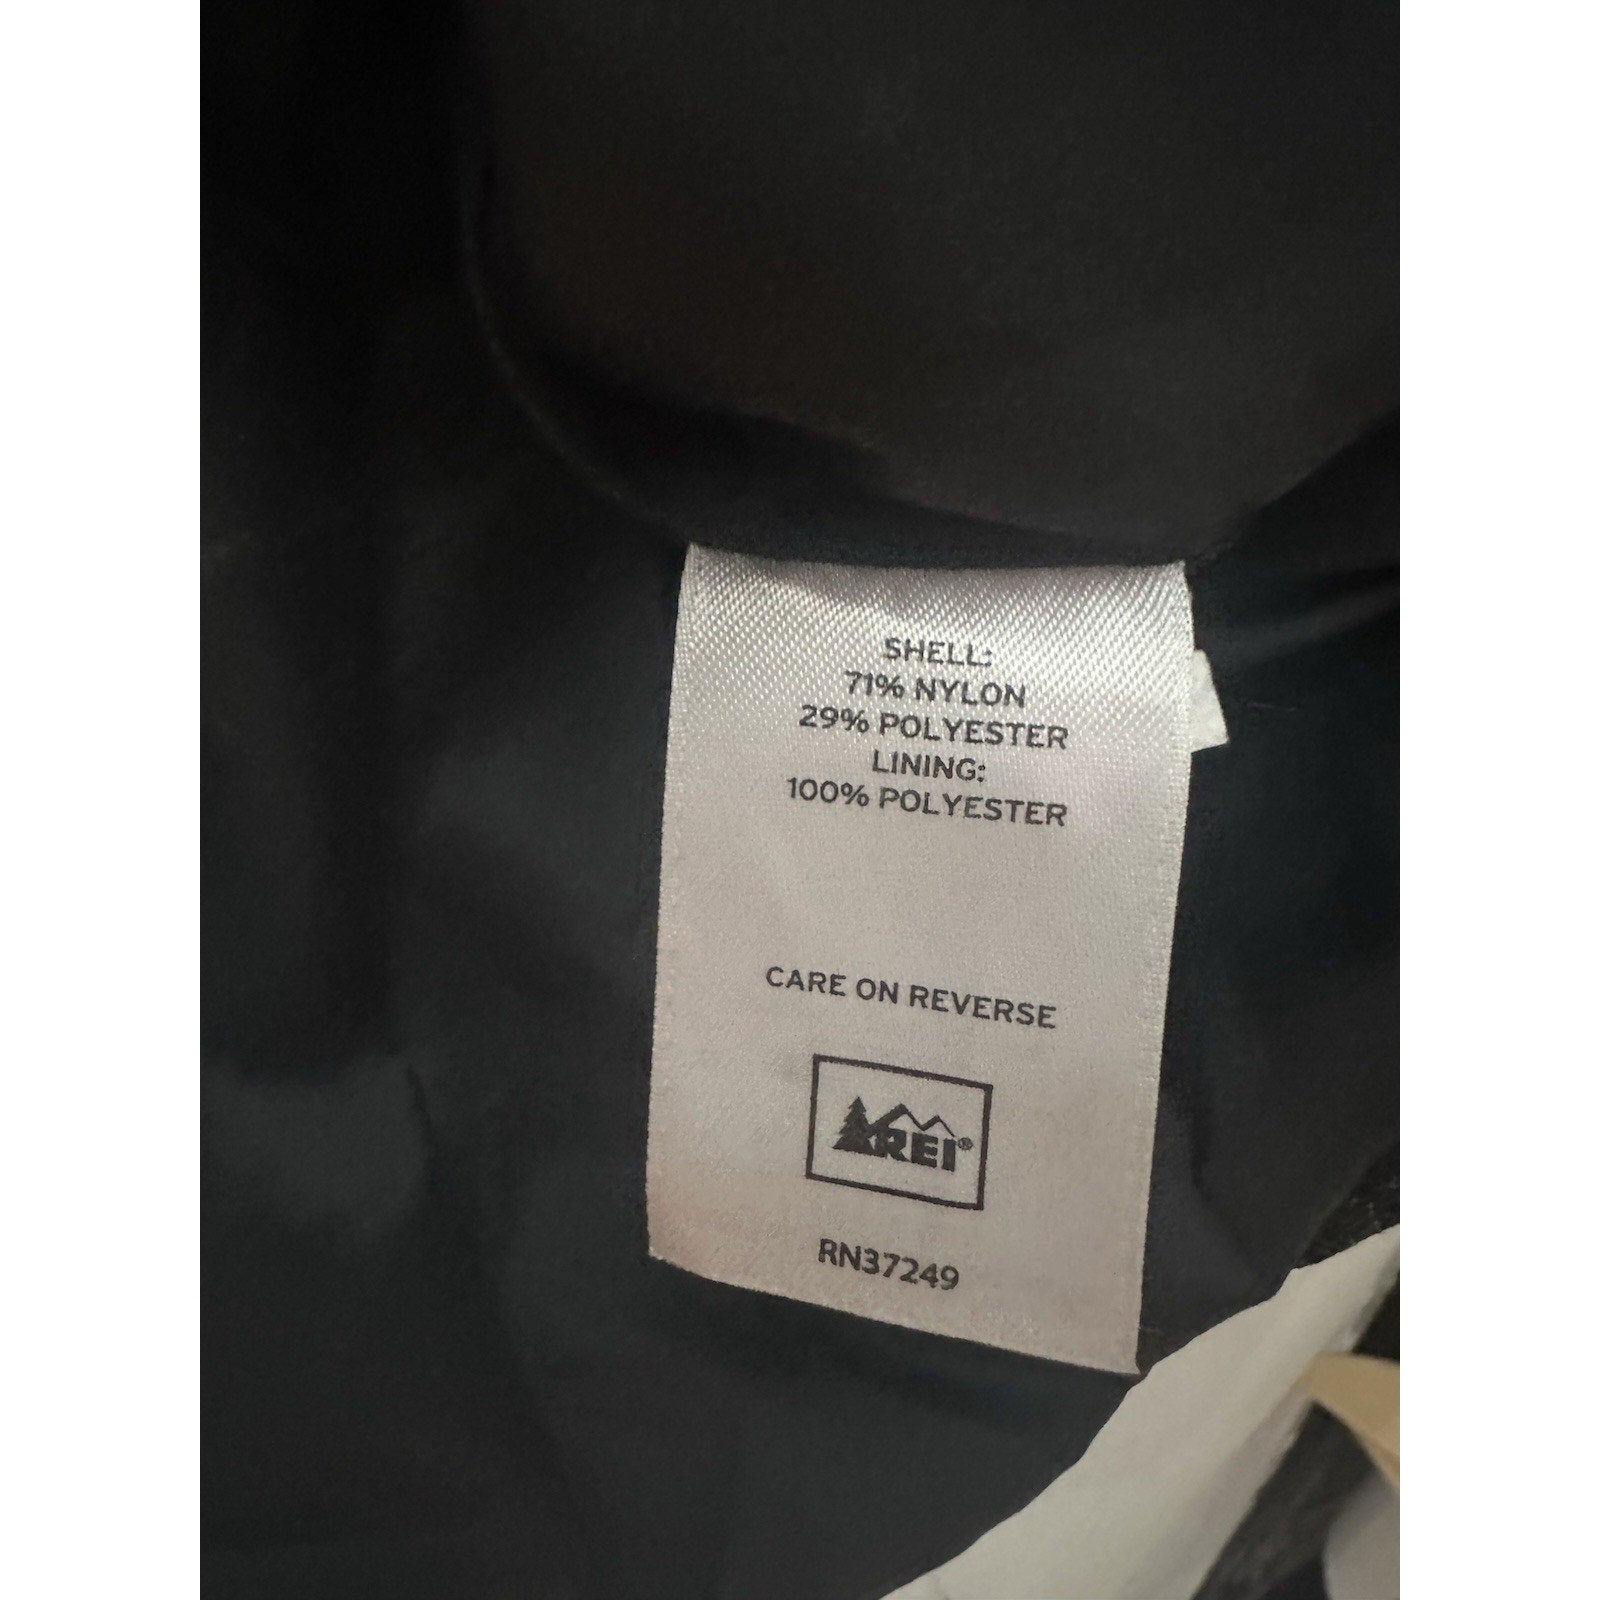 SHELL:
71% NYLON
29% POLYESTER
LINING:
100% POLYESTER
CARE ON REVERSE
REI®
RN37249